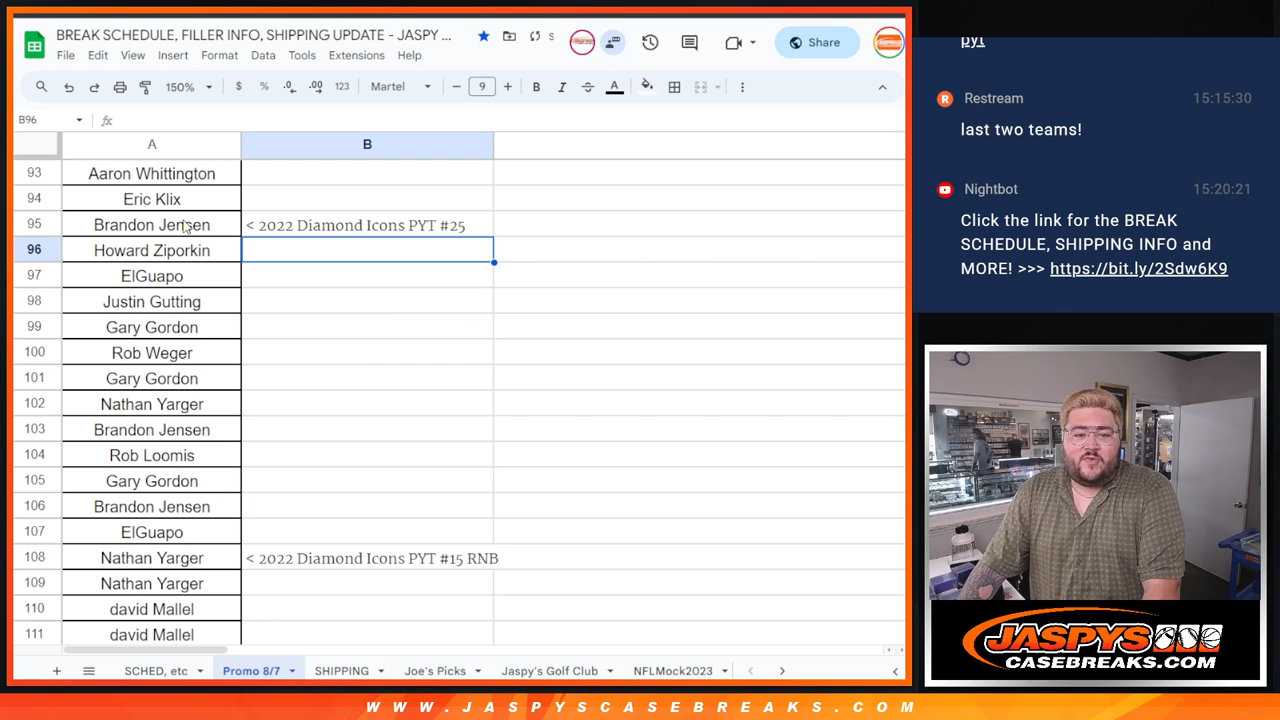 BREAK SCHEDULE, FILLER INFO, SHIPPING UPDATE - JASPY ...
File Edit View Insert Format Data Tools Extensions Help
Share
150% $ % .0 .00 123 Martel - 9 + B I A
B96 fx
A B
93 Aaron Whittington
94 Eric Klix
95 Brandon Jensen < 2022 Diamond Icons PYT #25
96 Howard Ziporkin
97 ElGuapo
98 Justin Gutting
99 Gary Gordon
100 Rob Weger
101 Gary Gordon
102 Nathan Yarger
103 Brandon Jensen
104 Rob Loomis
105 Gary Gordon
106 Brandon Jensen
107 ElGuapo
108 Nathan Yarger < 2022 Diamond Icons PYT #15 RNB
109 Nathan Yarger
110 david Mallel
111 david Mallel
SCHED, etc Promo 8/7 SHIPPING Joe's Picks Jaspy's Golf Club NFLMock2023
pyt
Restream 15:15:30
last two teams!
Nightbot 15:20:21
Click the link for the BREAK
SCHEDULE, SHIPPING INFO and
MORE! >>> https://bit.ly/2Sdw6K9
JASPYS
CASEBREAKS.COM
WWW.JASPYSCASEBREAKS.COM